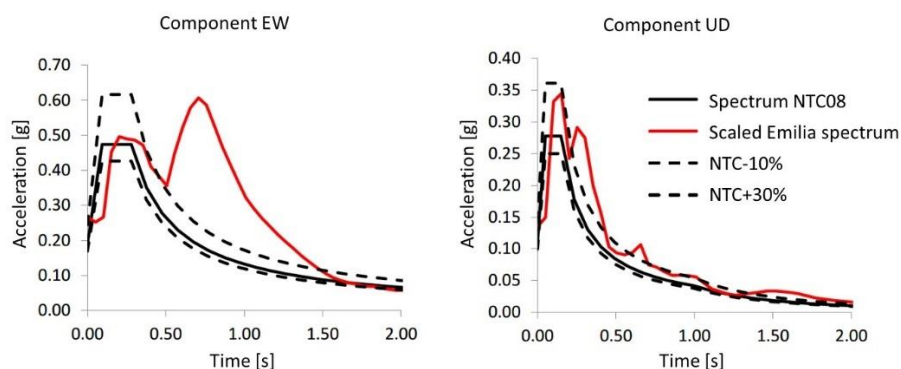 Component EW
Acceleration [g]
0.70
0.60
0.50
0.40
0.30
0.20
0.10
0.00
0.00 0.50 1.00 1.50 2.00
Time [s]
Component UD
Acceleration [g]
0.40
0.35
0.30
0.25
0.20
0.15
0.10
0.05
0.00
0.00 0.50 1.00 1.50 2.00
Time [s]
Spectrum NTC08
Scaled Emilia spectrum
NTC-10%
NTC+30%